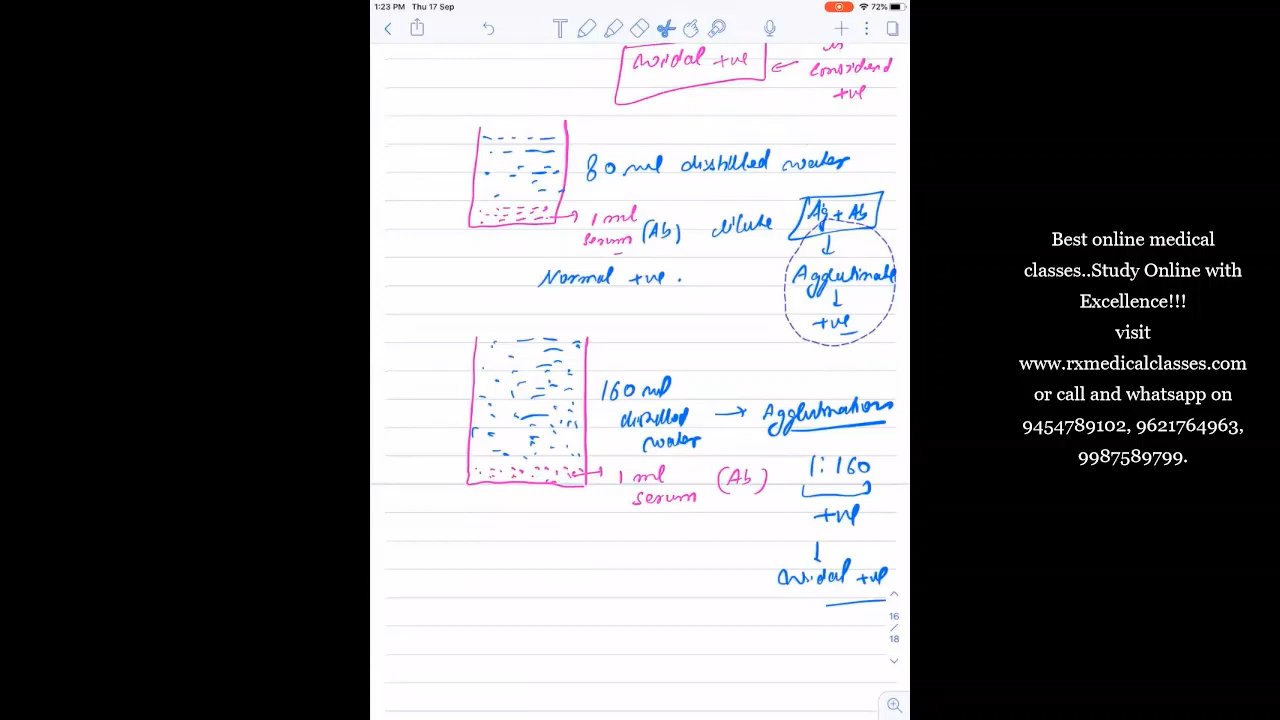 1:23 PM Thu 17 Sep
72%
Widal +ve
is
considered
+ve
80 ml distilled water
1 ml
serum (Ab) dilute
Ag + Ab
Agglutinate
+ve
Normal +ve.
160 ml
distilled
water
Agglutination
1 ml
serum (Ab)
1:160
+ve
Widal +ve
16
/
18
Best online medical
classes..Study Online with
Excellence!!!
visit
www.rxmedicalclasses.com
or call and whatsapp on
9454789102, 9621764963,
9987589799.